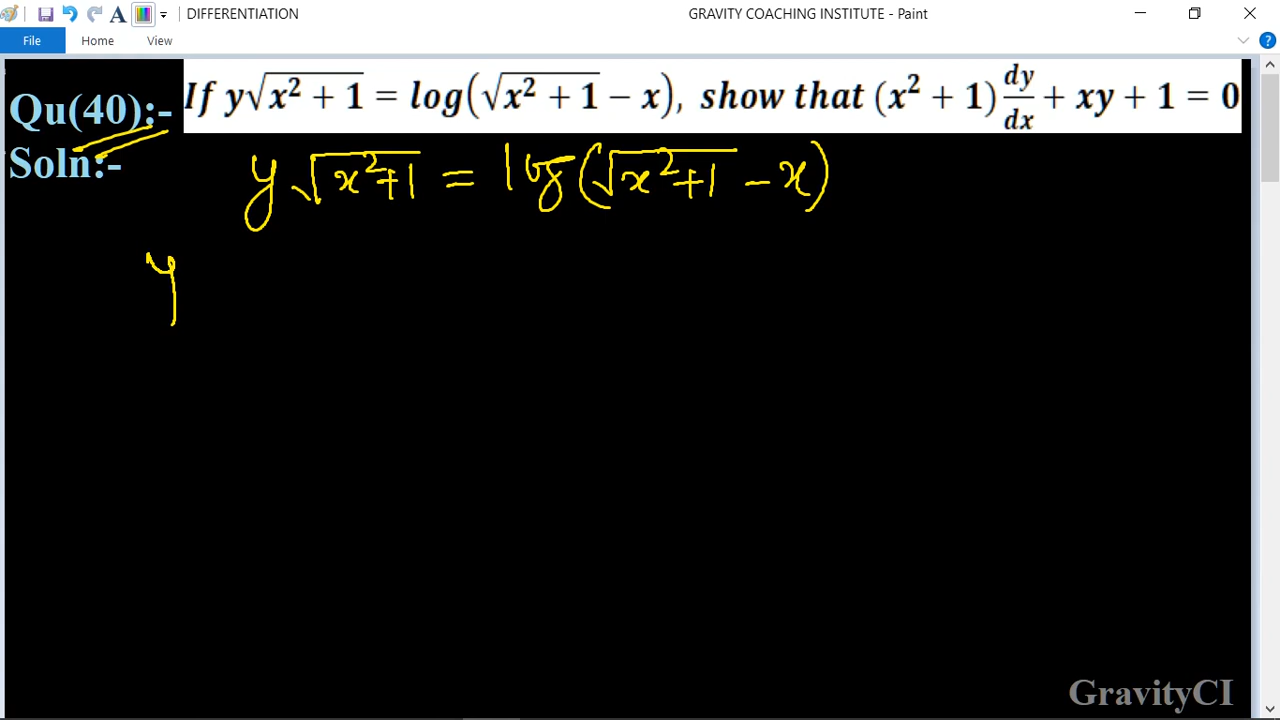 DIFFERENTIATION GRAVITY COACHING INSTITUTE - Paint
File Home View
Qu(40):- If y√(x² + 1) = log(√(x² + 1) − x), show that (x² + 1) dy/dx + xy + 1 = 0
Soln:- y√(x²+1) = log(√(x²+1) − x)
y
GravityCI